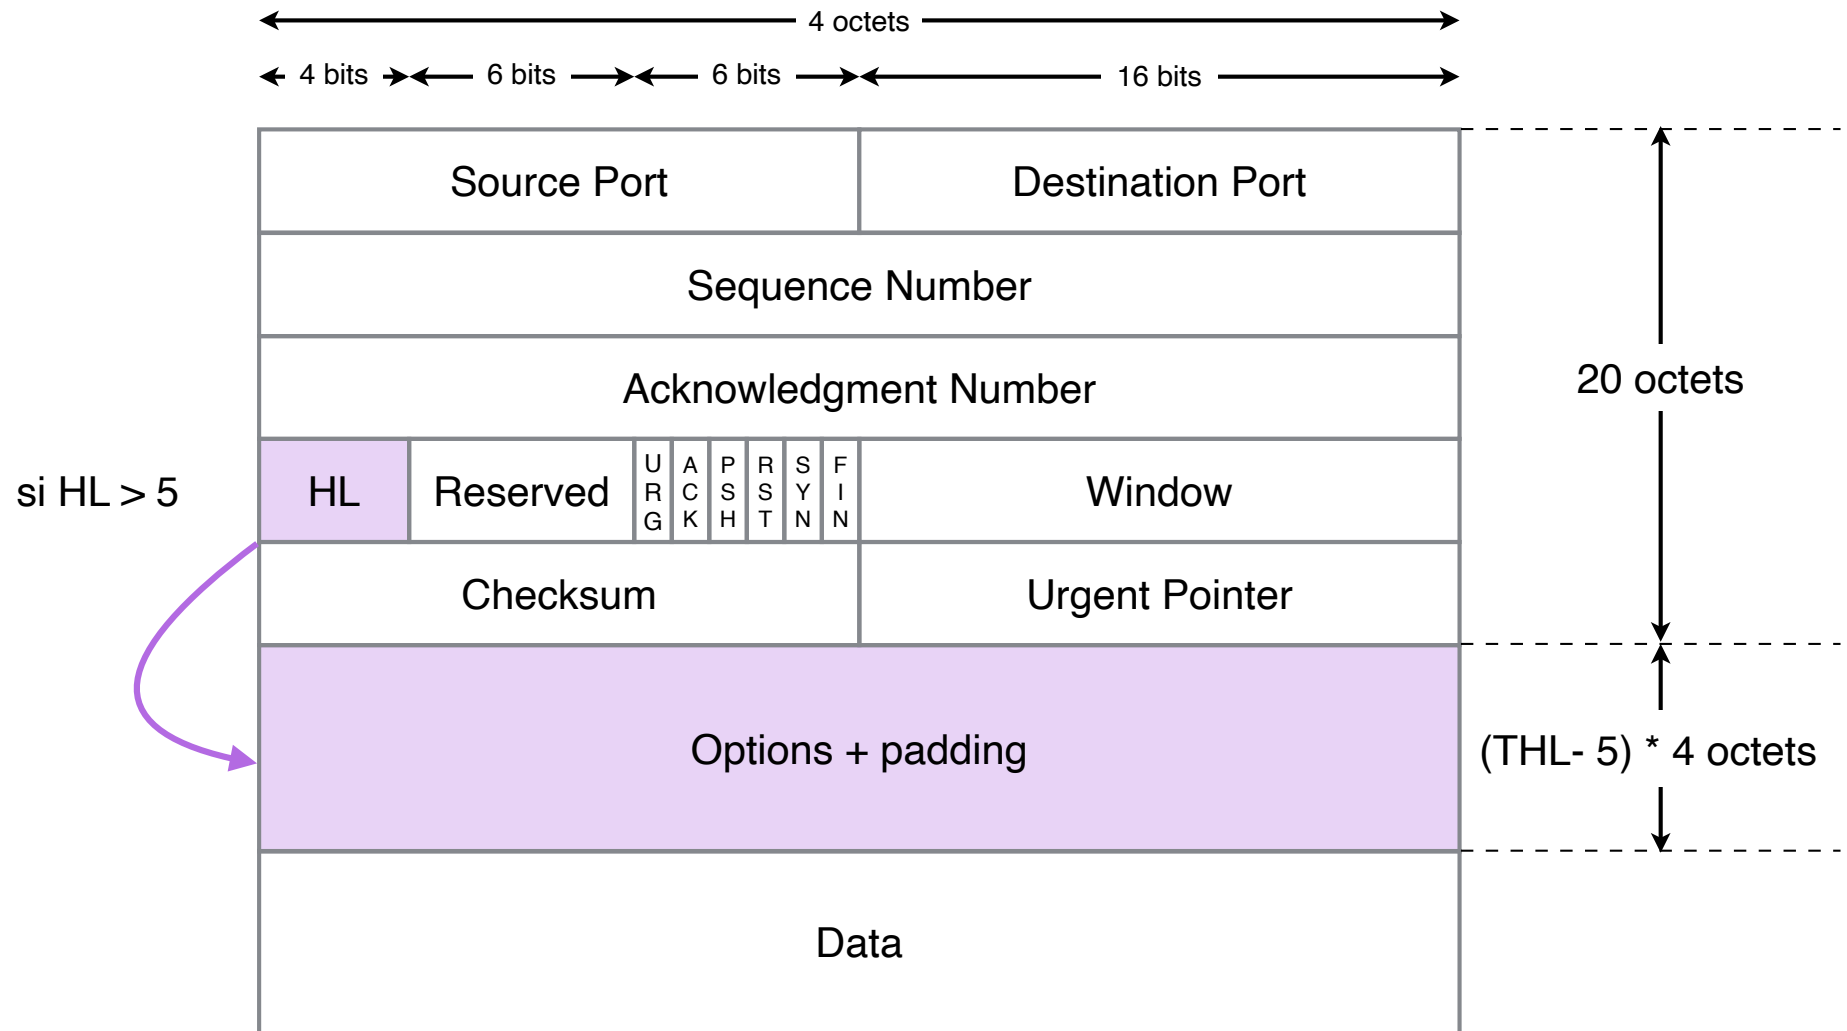 4 octets
4 bits 6 bits 6 bits 16 bits
Source Port Destination Port
Sequence Number
Acknowledgment Number
20 octets
si HL > 5 HL Reserved URG ACK PSH RST SYN FIN Window
Checksum Urgent Pointer
Options + padding (THL- 5) * 4 octets
Data